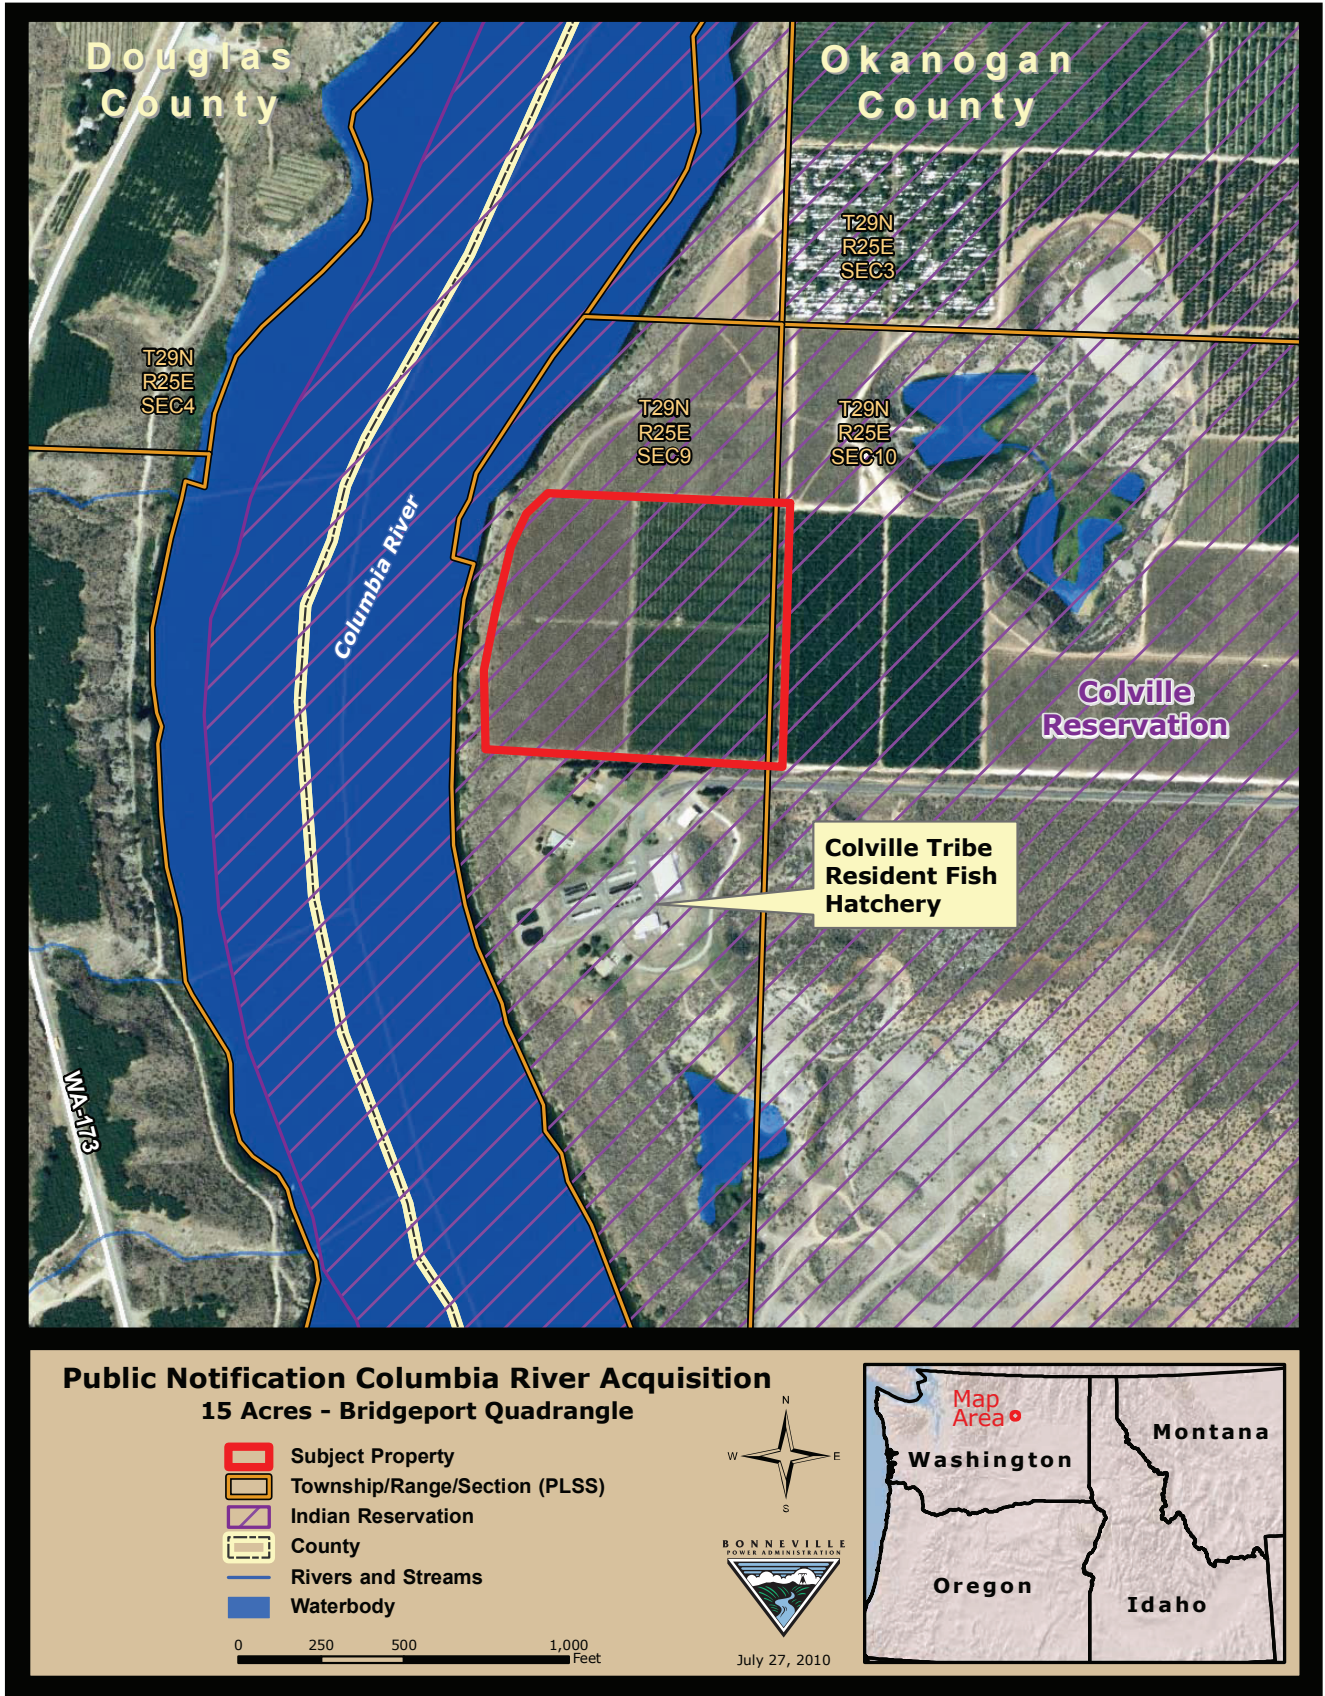 Douglas
County
Okanogan
County
T29N
R25E
SEC3
T29N
R25E
SEC4
T29N
R25E
SEC9
T29N
R25E
SEC10
Columbia River
Colville
Reservation
Colville Tribe
Resident Fish
Hatchery
WA-173
Public Notification Columbia River Acquisition
15 Acres - Bridgeport Quadrangle
Subject Property
Township/Range/Section (PLSS)
Indian Reservation
County
Rivers and Streams
Waterbody
0 250 500 1,000
Feet
N
W E
S
BONNEVILLE
POWER ADMINISTRATION
July 27, 2010
Map
Area
Washington
Montana
Oregon
Idaho